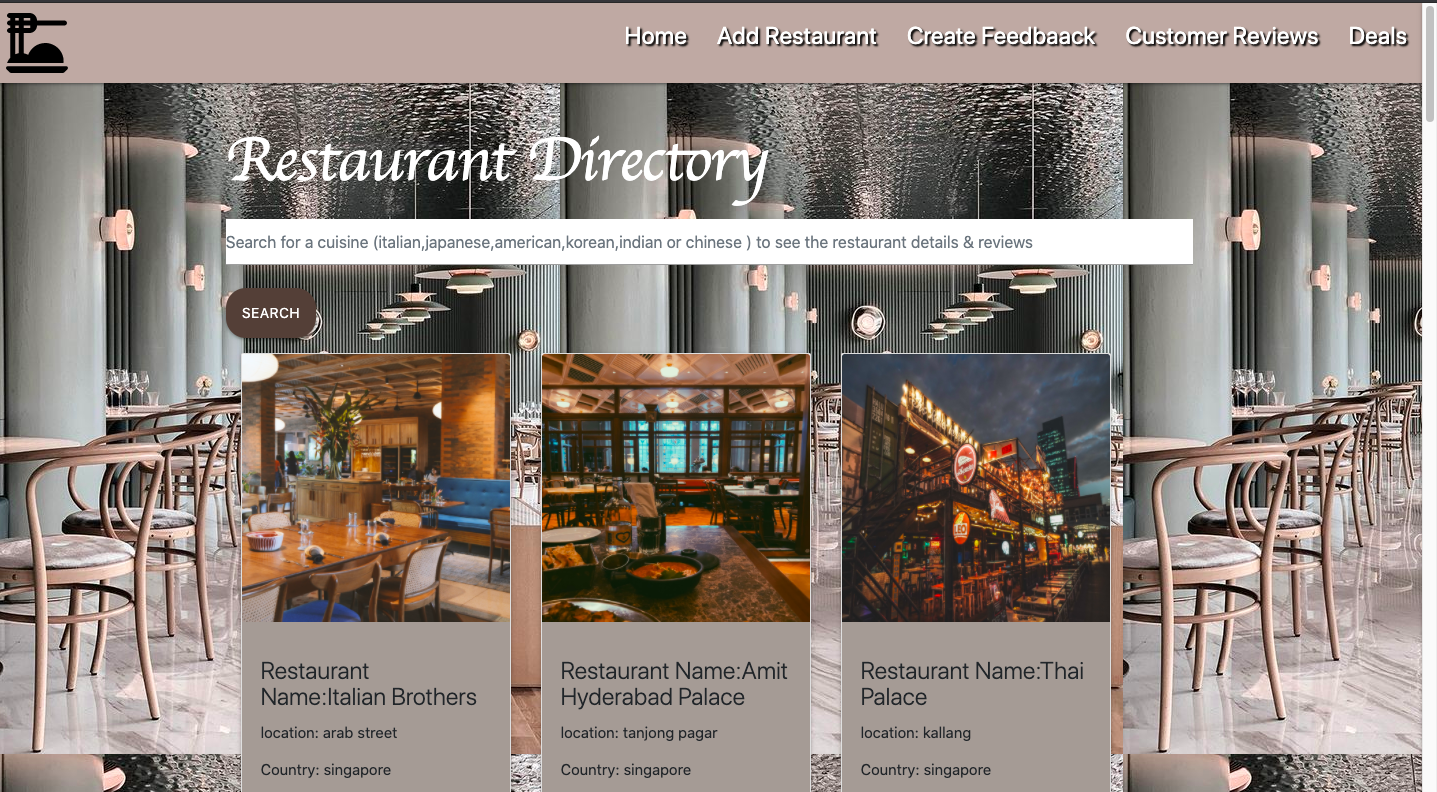 Home Add Restaurant Create Feedbaack Customer Reviews Deals
Restaurant Directory
Search for a cuisine (italian,japanese,american,korean,indian or chinese ) to see the restaurant details & reviews
SEARCH
Restaurant
Name:Italian Brothers
location: arab street
Country: singapore
Restaurant Name:Amit
Hyderabad Palace
location: tanjong pagar
Country: singapore
Restaurant Name:Thai
Palace
location: kallang
Country: singapore